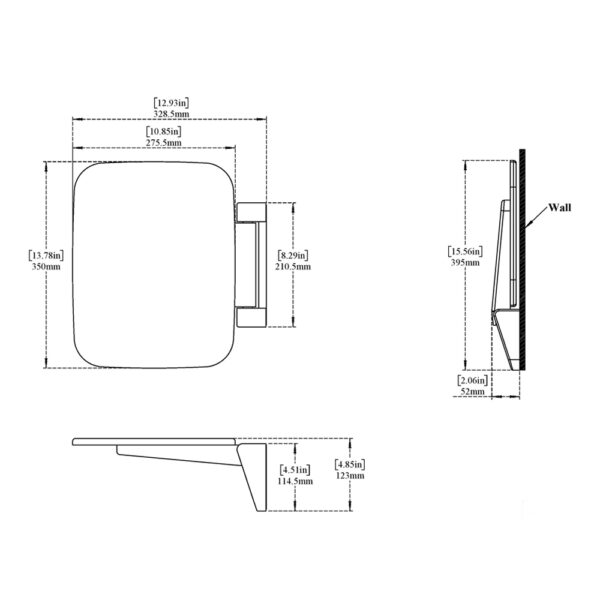 [12.93in]
328.5mm
[10.85in]
275.5mm
[13.78in]
350mm
[8.29in]
210.5mm
Wall
[15.56in]
395mm
[2.06in]
52mm
[4.51in]
114.5mm
[4.85in]
123mm